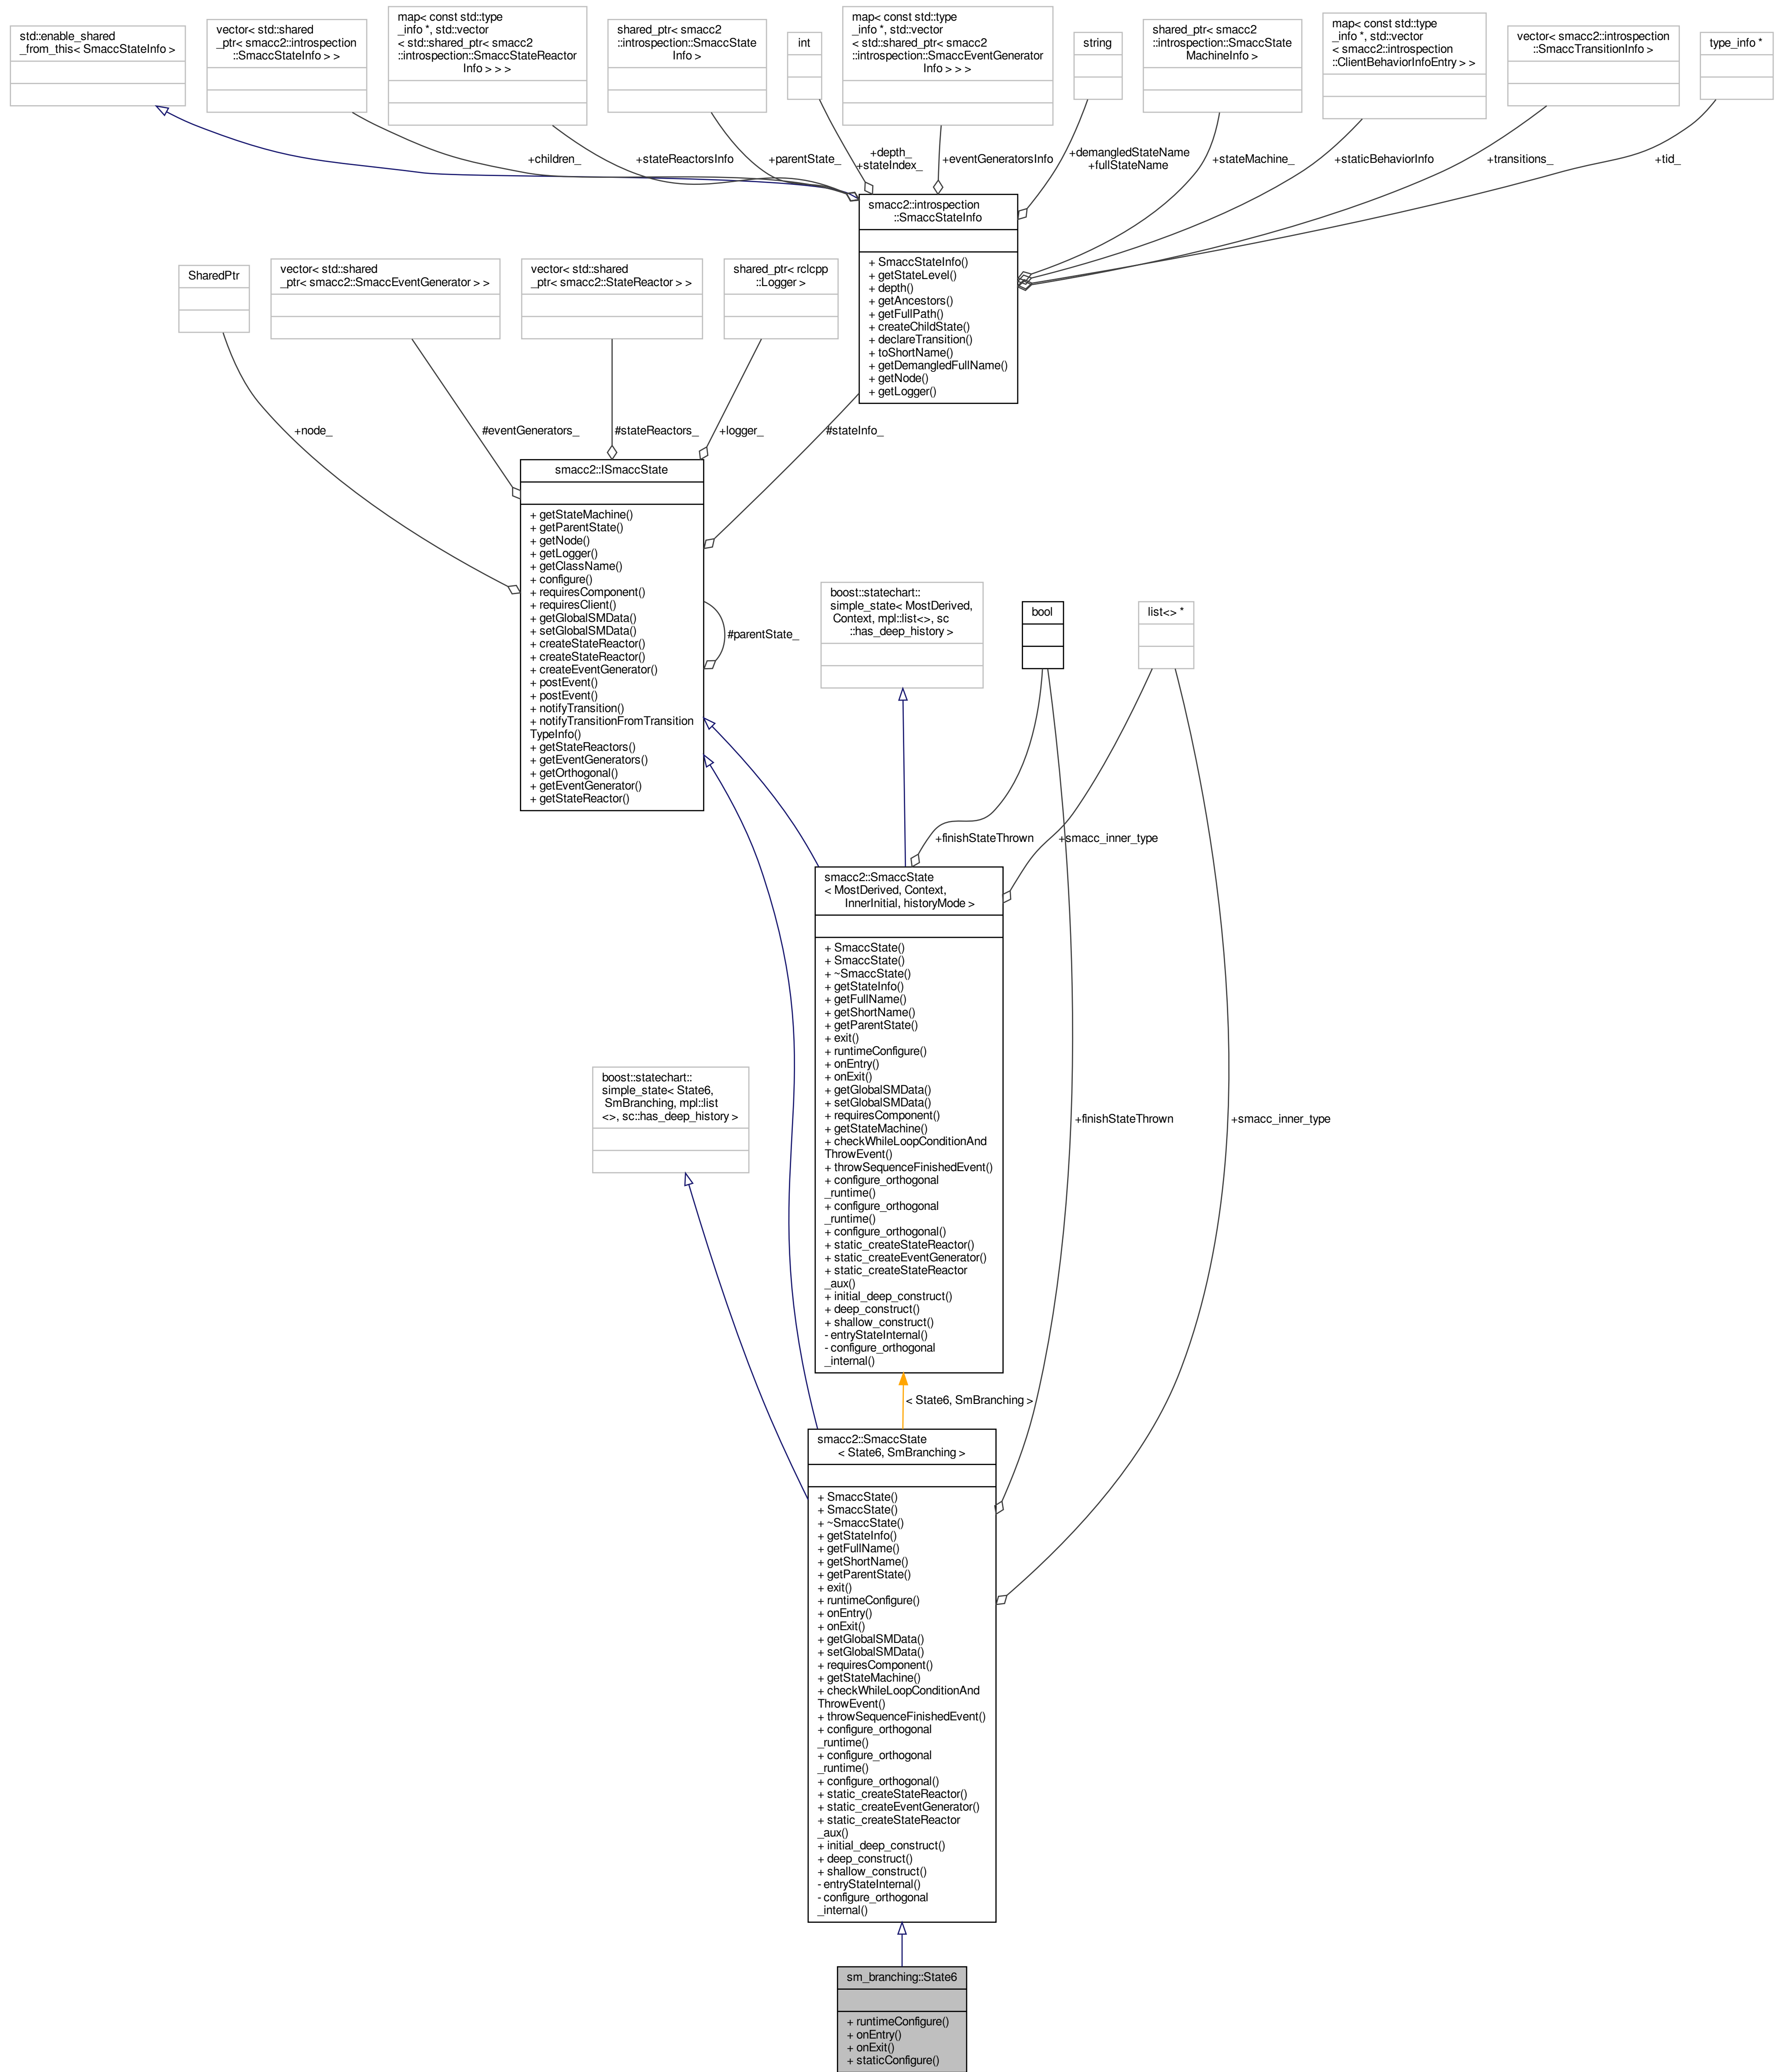 std::enable_shared
_from_this< SmaccStateInfo >
vector< std::shared
_ptr< smacc2::introspection
::SmaccStateInfo > >
map< const std::type
_info *, std::vector
< std::shared_ptr< smacc2
::introspection::SmaccStateReactor
Info > > >
shared_ptr< smacc2
::introspection::SmaccState
Info >
int
map< const std::type
_info *, std::vector
< std::shared_ptr< smacc2
::introspection::SmaccEventGenerator
Info > > >
string
shared_ptr< smacc2
::introspection::SmaccState
MachineInfo >
map< const std::type
_info *, std::vector
< smacc2::introspection
::ClientBehaviorInfoEntry > >
vector< smacc2::introspection
::SmaccTransitionInfo >
type_info *
+children_
+stateReactorsInfo
+parentState_
+depth_
+stateIndex_
+eventGeneratorsInfo
+demangledStateName
+fullStateName
+stateMachine_
+staticBehaviorInfo
+transitions_
+tid_
smacc2::introspection
::SmaccStateInfo
+ SmaccStateInfo()
+ getStateLevel()
+ depth()
+ getAncestors()
+ getFullPath()
+ createChildState()
+ declareTransition()
+ toShortName()
+ getDemangledFullName()
+ getNode()
+ getLogger()
SharedPtr
vector< std::shared
_ptr< smacc2::SmaccEventGenerator > >
vector< std::shared
_ptr< smacc2::StateReactor > >
shared_ptr< rclcpp
::Logger >
+node_
#eventGenerators_
#stateReactors_
+logger_
#stateInfo_
smacc2::ISmaccState
+ getStateMachine()
+ getParentState()
+ getNode()
+ getLogger()
+ getClassName()
+ configure()
+ requiresComponent()
+ requiresClient()
+ getGlobalSMData()
+ setGlobalSMData()
+ createStateReactor()
+ createStateReactor()
+ createEventGenerator()
+ postEvent()
+ postEvent()
+ notifyTransition()
+ notifyTransitionFromTransition
TypeInfo()
+ getStateReactors()
+ getEventGenerators()
+ getOrthogonal()
+ getEventGenerator()
+ getStateReactor()
#parentState_
boost::statechart::
simple_state< MostDerived,
Context, mpl::list<>, sc
::has_deep_history >
bool
list<> *
+finishStateThrown
+smacc_inner_type
smacc2::SmaccState
< MostDerived, Context,
InnerInitial, historyMode >
+ SmaccState()
+ SmaccState()
+ ~SmaccState()
+ getStateInfo()
+ getFullName()
+ getShortName()
+ getParentState()
+ exit()
+ runtimeConfigure()
+ onEntry()
+ onExit()
+ getGlobalSMData()
+ setGlobalSMData()
+ requiresComponent()
+ getStateMachine()
+ checkWhileLoopConditionAnd
ThrowEvent()
+ throwSequenceFinishedEvent()
+ configure_orthogonal
_runtime()
+ configure_orthogonal
_runtime()
+ configure_orthogonal()
+ static_createStateReactor()
+ static_createEventGenerator()
+ static_createStateReactor
_aux()
+ initial_deep_construct()
+ deep_construct()
+ shallow_construct()
- entryStateInternal()
- configure_orthogonal
_internal()
boost::statechart::
simple_state< State6,
SmBranching, mpl::list
<>, sc::has_deep_history >
+finishStateThrown
+smacc_inner_type
< State6, SmBranching >
smacc2::SmaccState
< State6, SmBranching >
+ SmaccState()
+ SmaccState()
+ ~SmaccState()
+ getStateInfo()
+ getFullName()
+ getShortName()
+ getParentState()
+ exit()
+ runtimeConfigure()
+ onEntry()
+ onExit()
+ getGlobalSMData()
+ setGlobalSMData()
+ requiresComponent()
+ getStateMachine()
+ checkWhileLoopConditionAnd
ThrowEvent()
+ throwSequenceFinishedEvent()
+ configure_orthogonal
_runtime()
+ configure_orthogonal
_runtime()
+ configure_orthogonal()
+ static_createStateReactor()
+ static_createEventGenerator()
+ static_createStateReactor
_aux()
+ initial_deep_construct()
+ deep_construct()
+ shallow_construct()
- entryStateInternal()
- configure_orthogonal
_internal()
sm_branching::State6
+ runtimeConfigure()
+ onEntry()
+ onExit()
+ staticConfigure()